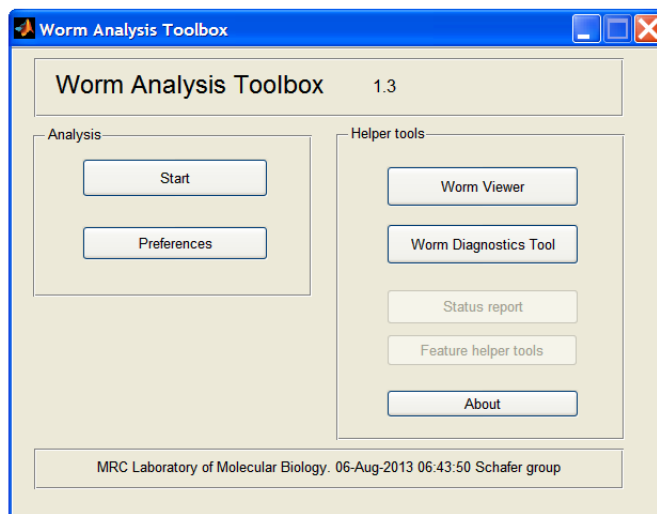 Worm Analysis Toolbox
Worm Analysis Toolbox 1.3
Analysis
Start
Preferences
Helper tools
Worm Viewer
Worm Diagnostics Tool
Status report
Feature helper tools
About
MRC Laboratory of Molecular Biology. 06-Aug-2013 06:43:50 Schafer group